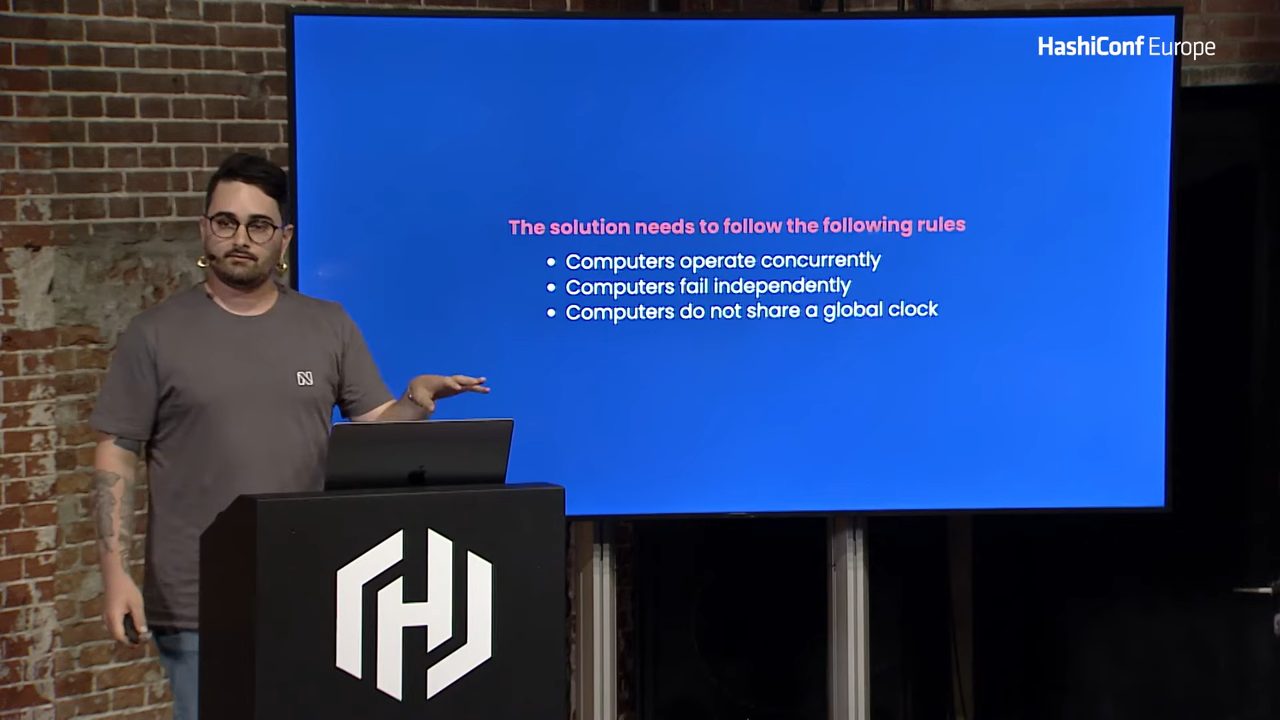 HashiConf Europe
The solution needs to follow the following rules
• Computers operate concurrently
• Computers fail independently
• Computers do not share a global clock
N